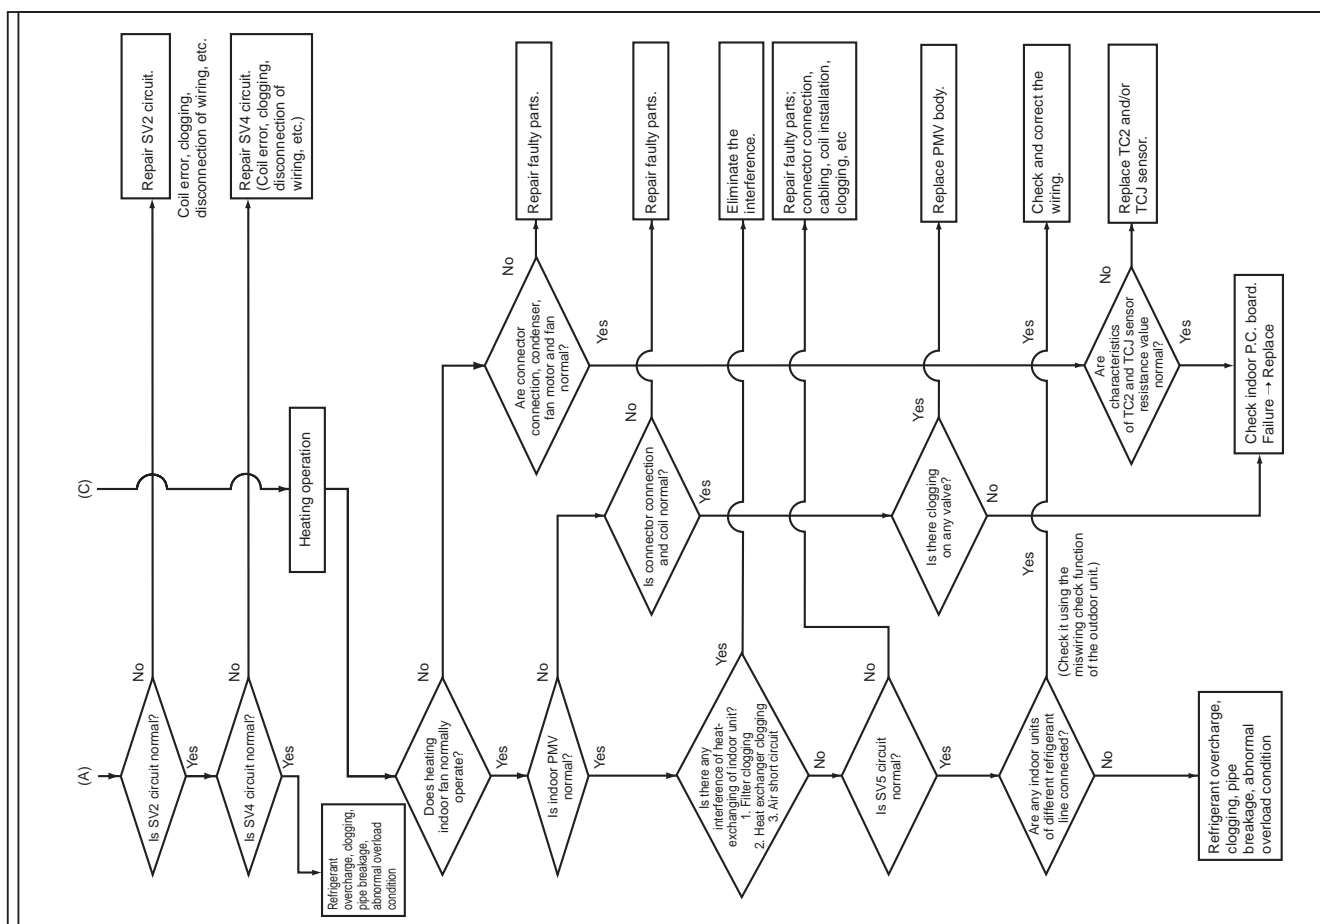 (A)
Is SV2 circuit normal?
No
Repair SV2 circuit.
Coil error, clogging,
disconnection of wiring, etc.
Yes
Is SV4 circuit normal?
No
Repair SV4 circuit.
(Coil error, clogging,
disconnection of
wiring, etc.)
Yes
Refrigerant
overcharge, clogging,
pipe breakage,
abnormal overload
condition
(C)
Heating operation
Does heating
indoor fan normally
operate?
No
Are connector
connection, condenser,
fan motor and fan
normal?
No
Repair faulty parts.
Yes
Yes
Is indoor PMV
normal?
No
Is connector connection
and coil normal?
No
Repair faulty parts.
Yes
Yes
Is there any
interference of heat-
exchanging of indoor unit?
1. Filter clogging
2. Heat exchanger clogging
3. Air short circuit
Yes
Eliminate the
interference.
No
Is SV5 circuit
normal?
No
Repair faulty parts;
connector connection,
cabling, coil installation,
clogging, etc
Yes
Is there clogging
on any valve?
Yes
Replace PMV body.
No
Are any indoor units
of different refrigerant
line connected?
(Check it using the
miswiring check function
of the outdoor unit.)
Yes
Check and correct the
wiring.
No
Are
characteristics
of TC2 and TCJ sensor
resistance value
normal?
No
Replace TC2 and/or
TCJ sensor.
Yes
Check indoor P.C. board.
Failure → Replace
Refrigerant overcharge,
clogging, pipe
breakage, abnormal
overload condition